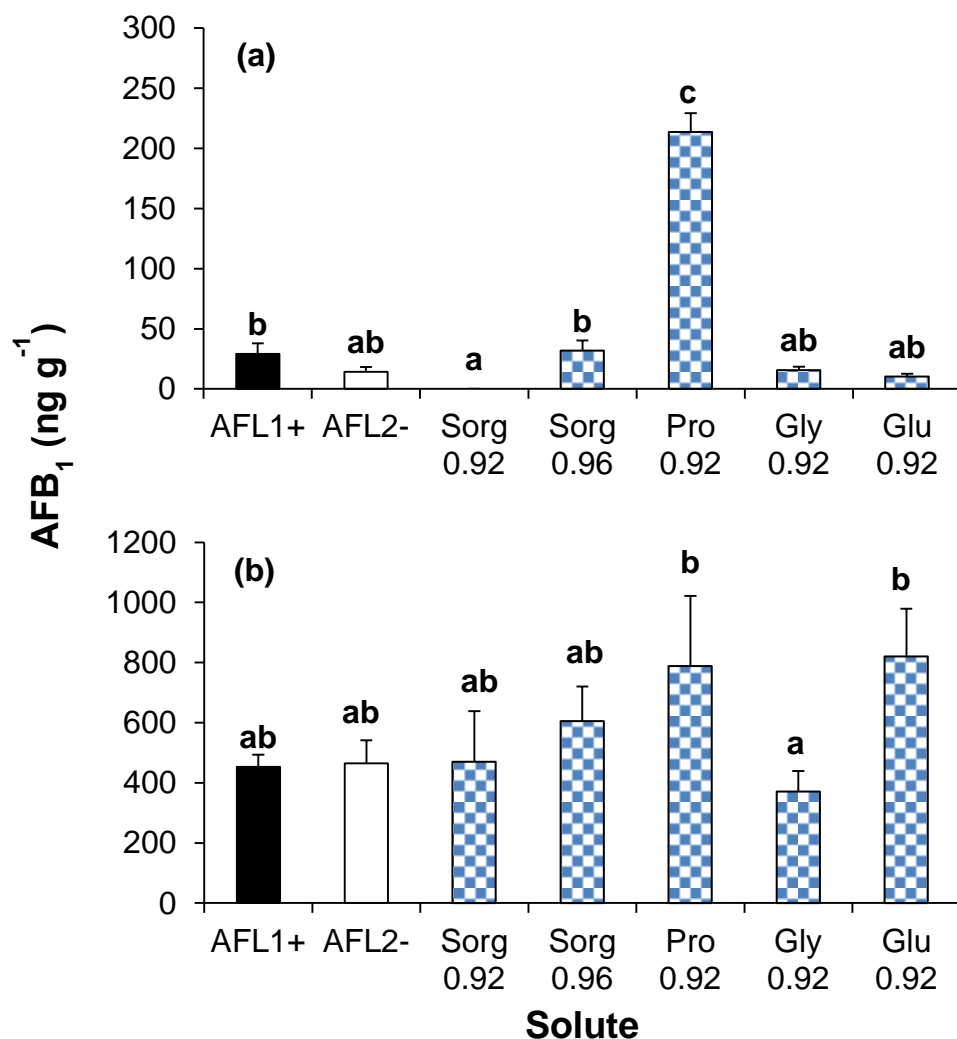 300
(a)
250
c
200
150
100
50
b
ab
a
b
ab
ab
0
AFL1+ AFL2- Sorg Sorg Pro Gly Glu
0.92 0.96 0.92 0.92 0.92
AFB1 (ng g-1)
1200
(b)
1000
b
b
800
ab
ab
ab
ab
a
600
400
200
0
AFL1+ AFL2- Sorg Sorg Pro Gly Glu
0.92 0.96 0.92 0.92 0.92
Solute